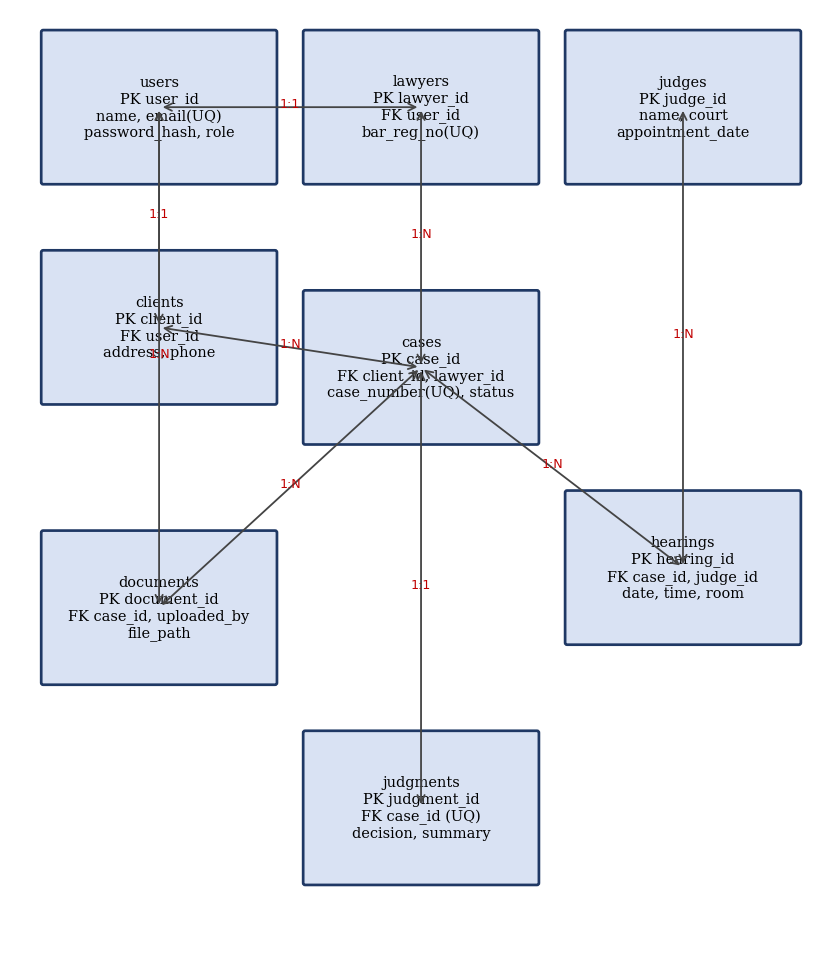 users
PK user_id
name, email(UQ)
password_hash, role
1:1
lawyers
PK lawyer_id
FK user_id
bar_reg_no(UQ)
judges
PK judge_id
name, court
appointment_date
1:1
1:N
clients
PK client_id
FK user_id
address, phone
1:N
1:N
cases
PK case_id
FK client_id, lawyer_id
case_number(UQ), status
1:N
1:N
1:N
documents
PK document_id
FK case_id, uploaded_by
file_path
1:1
hearings
PK hearing_id
FK case_id, judge_id
date, time, room
judgments
PK judgment_id
FK case_id (UQ)
decision, summary